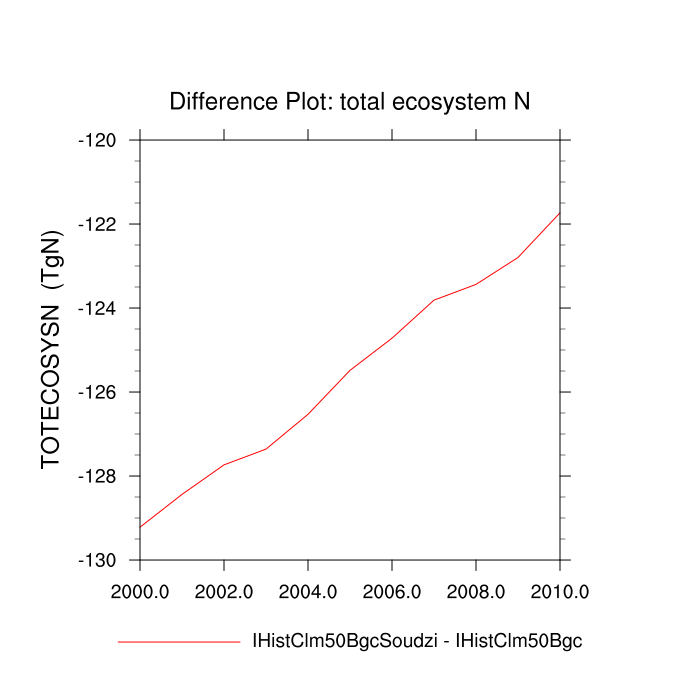 Difference Plot: total ecosystem N
TOTECOSYSN (TgN)
-120
-122
-124
-126
-128
-130
2000.0 2002.0 2004.0 2006.0 2008.0 2010.0
IHistClm50BgcSoudzi - IHistClm50Bgc